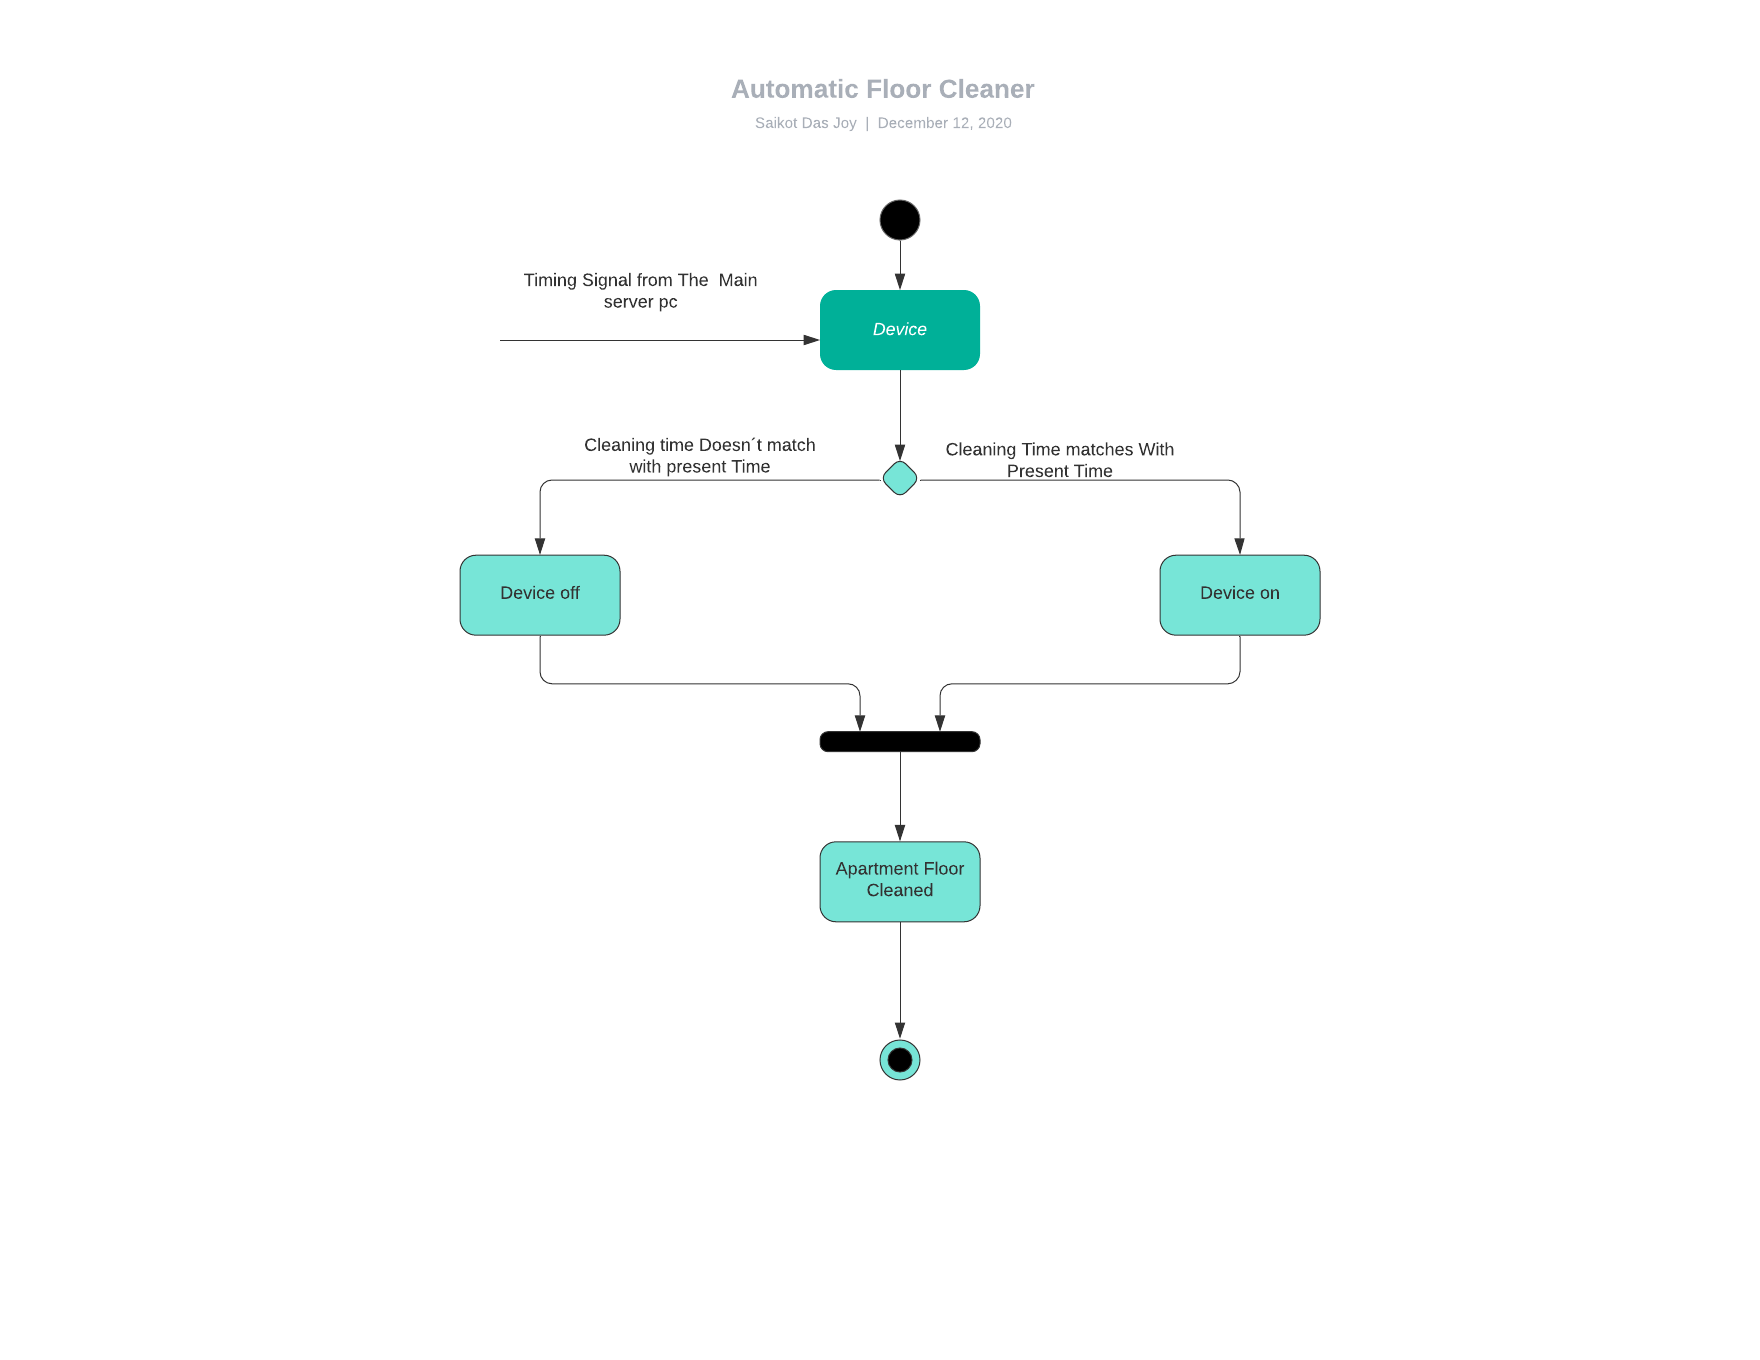 Automatic Floor Cleaner
Saikot Das Joy | December 12, 2020
Timing Signal from The  Main
server pc
Device
Cleaning time Doesn´t match
with present Time
Cleaning Time matches With
Present Time
Device off
Device on
Apartment Floor
Cleaned